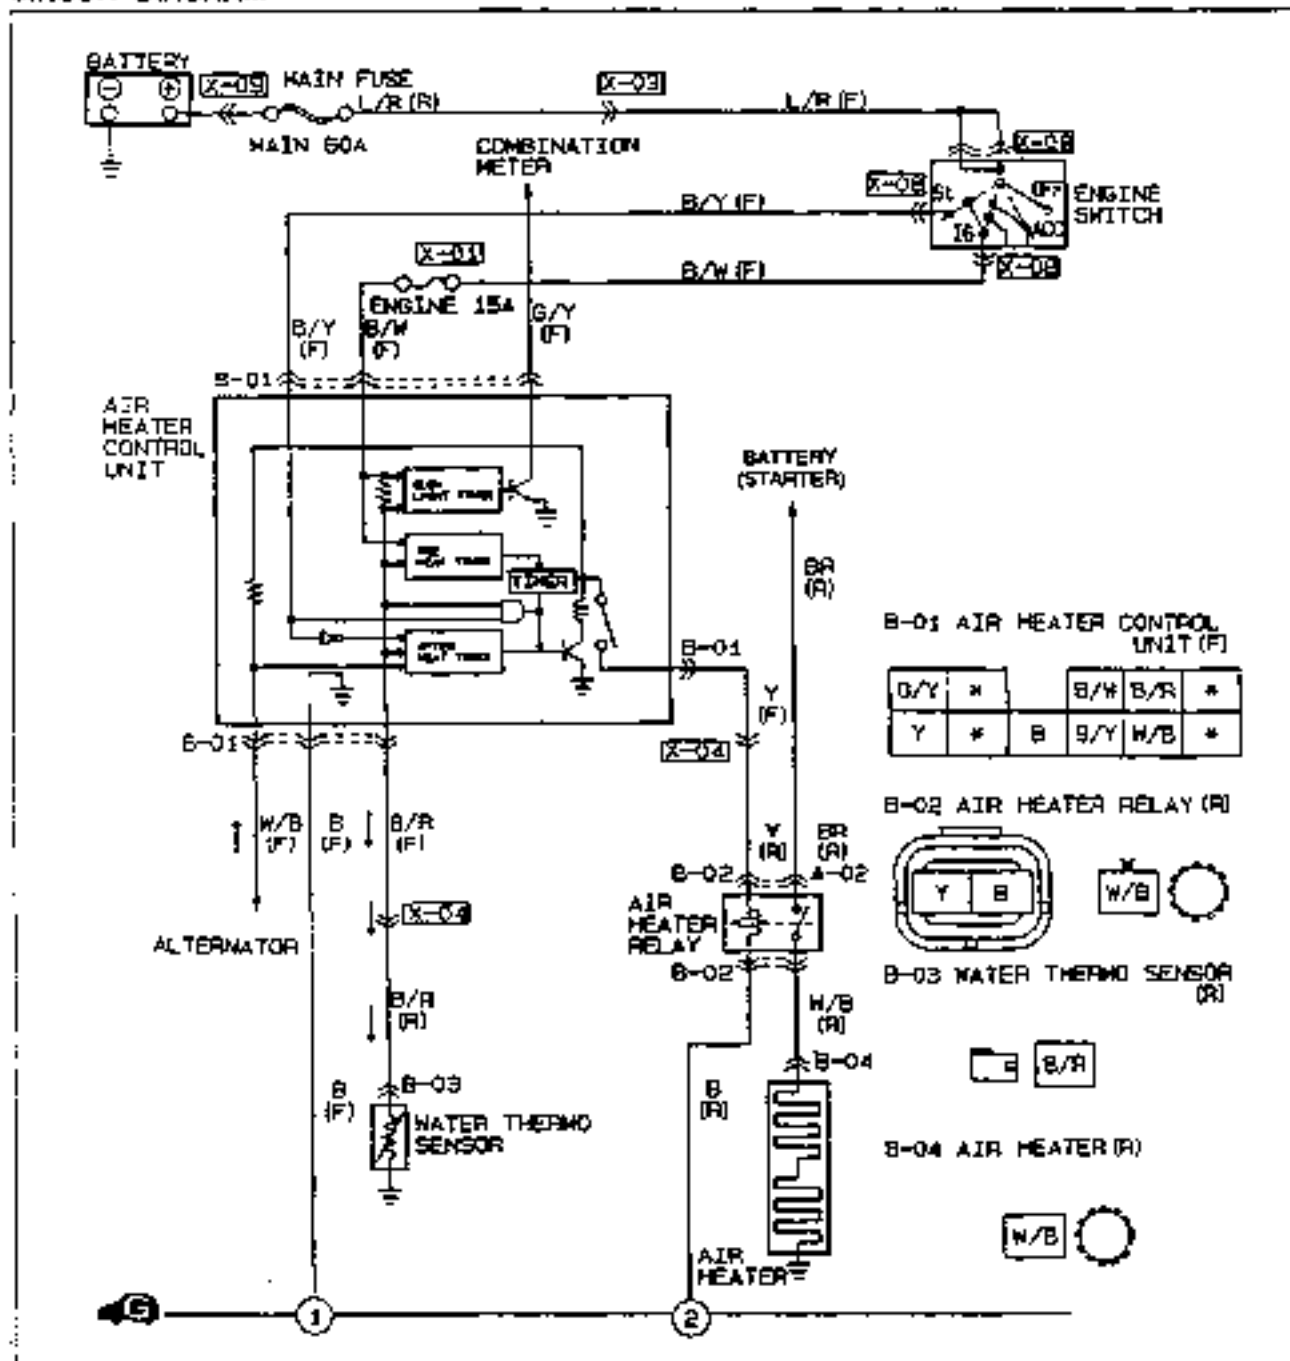 BATTERY
X-09
MAIN FUSE
L/R (R)
MAIN 60A
X-03
L/R (F)
COMBINATION
METER
X-08
X-08
St
OFF
ACC
IG
ENGINE
SWITCH
X-08
B/Y (F)
X-01
B/W (F)
ENGINE 15A
B/Y
(F)
B/W
(F)
G/Y
(F)
B-01
AIR
HEATER
CONTROL
UNIT
TIMER
BATTERY
(STARTER)
BR
(R)
B-01
Y
(F)
X-04
B-01
W/B
(F)
B
(F)
B/R
(F)
ALTERNATOR
X-04
B/R
(R)
B-03
B
(F)
WATER THERMO
SENSOR
Y
(R)
BR
(R)
B-02
A-02
AIR
HEATER
RELAY
B-02
W/B
(R)
B-04
B
(R)
AIR
HEATER
B-01 AIR HEATER CONTROL
UNIT (F)
G/Y * B/W B/R *
Y * B B/Y W/B *
B-02 AIR HEATER RELAY (R)
Y B
W/B
B-03 WATER THERMO SENSOR
(R)
B/R
B-04 AIR HEATER (R)
W/B
G
1
2